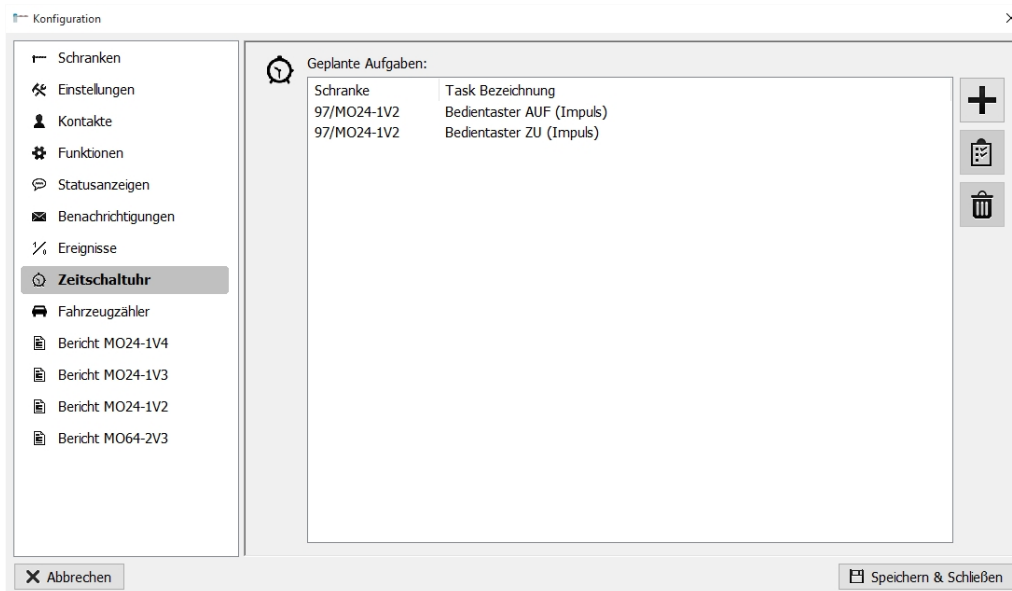 Konfiguration
Schranken
Einstellungen
Kontakte
Funktionen
Statusanzeigen
Benachrichtigungen
Ereignisse
Zeitschaltuhr
Fahrzeugzähler
Bericht MO24-1V4
Bericht MO24-1V3
Bericht MO24-1V2
Bericht MO64-2V3
Geplante Aufgaben:
Schranke Task Bezeichnung
97/MO24-1V2 Bedientaster AUF (Impuls)
97/MO24-1V2 Bedientaster ZU (Impuls)
Abbrechen
Speichern & Schließen